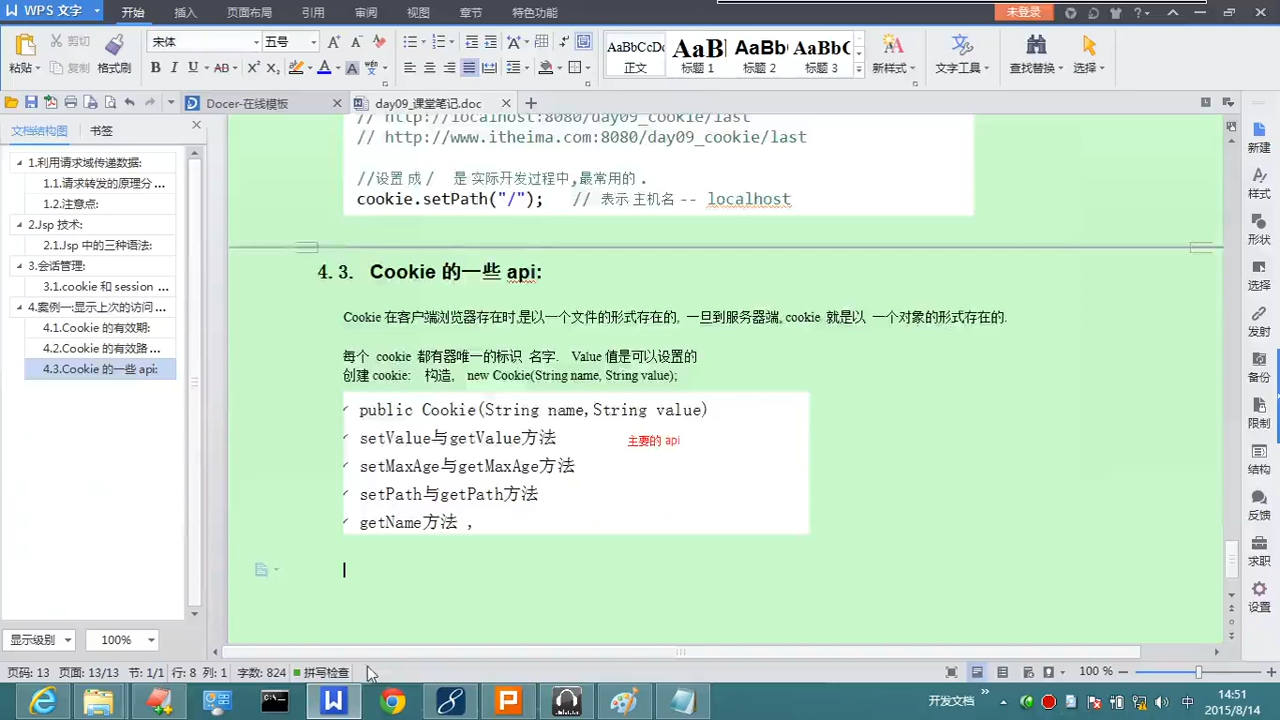 WPS 文字
开始
插入
页面布局
引用
审阅
视图
章节
特色功能
未登录
粘贴
剪切
复制
格式刷
宋体
五号
AaBbCcDc
正文
AaB
标题 1
AaBb
标题 2
AaBbC
标题 3
新样式
文字工具
查找替换
选择
Docer-在线模板
day09_课堂笔记.doc
文档结构图
书签
1.利用请求域传递数据:
1.1.请求转发的原理分 ...
1.2.注意点:
2.Jsp 技术:
2.1.Jsp 中的三种语法:
3.会话管理:
3.1.cookie 和 session ...
4.案例一:显示上次的访问...
4.1.Cookie 的有效期:
4.2.Cookie 的有效路 ...
4.3.Cookie 的一些 api:
显示级别
100%
// http://localhost:8080/day09_cookie/last
// http://www.itheima.com:8080/day09_cookie/last
//设置 成 / 是 实际开发过程中,最常用的 .
cookie.setPath("/"); // 表示 主机名 -- localhost
4. 3. Cookie 的一些 api:
Cookie 在客户端浏览器存在时,是以一个文件的形式存在的, 一旦到服务器端, cookie 就是以 一个对象的形式存在的.
每个 cookie 都有器唯一的标识 名字. Value 值是可以设置的
创建 cookie: 构造, new Cookie(String name, String value);
public Cookie(String name,String value)
setValue与getValue方法
主要的 api
setMaxAge与getMaxAge方法
setPath与getPath方法
getName方法 ,
新建
样式
形状
选择
发射
备份
限制
结构
反馈
求职
设置
页码: 13 页面: 13/13 节: 1/1 行: 8 列: 1 字数: 824 拼写检查
100 %
开发文档
中
14:51
2015/8/14